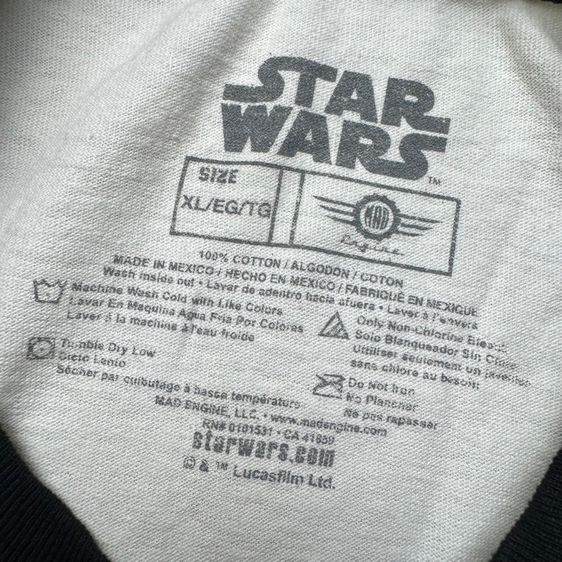 STAR
WARS
TM
SIZE
XL/EG/TG
MAD
Engine
100% COTTON / ALGODON / COTON
MADE IN MEXICO / HECHO EN MEXICO / FABRIQUÉ EN MEXIQUE
Wash inside out • Lavar de adentro hacia afuera • Laver à l'envers
Machine Wash Cold with Like Colors
Lavar En Maquina Agua Fria Por Colores
Laver à la machine à l'eau froide
Only Non-Chlorine Bleach
Solo Blanqueador Sin
Utiliser seulement un
sans chlore au besoin
Tumble Dry Low
Ciclo Lento
Sécher par culbutage à basse température
Do Not Iron
No Planchar
Ne pas repasser
MAD ENGINE, LLC. • www.madengine.com
RN# 0101531 • CA 41659
starwars.com
© & ™ Lucasfilm Ltd.